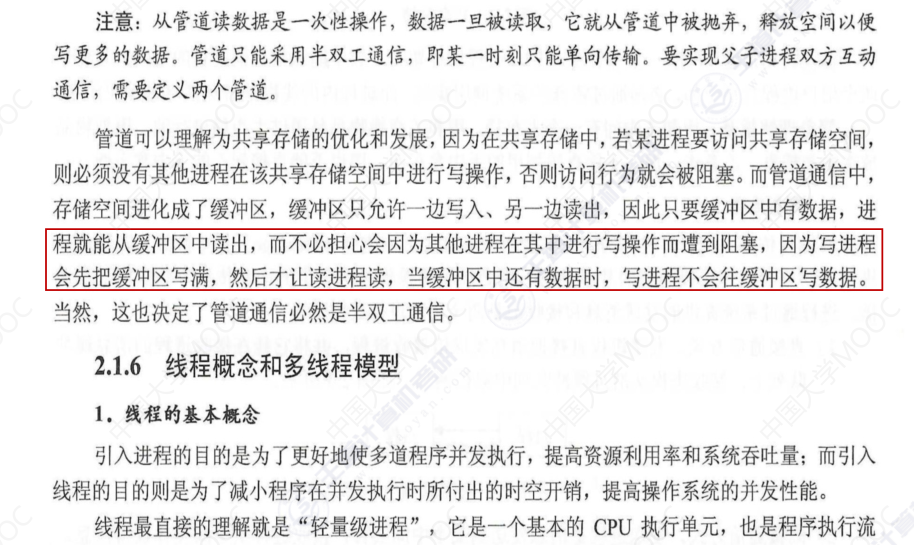 注意：从管道读数据是一次性操作，数据一旦被读取，它就从管道中被抛弃，释放空间以便
写更多的数据。管道只能采用半双工通信，即某一时刻只能单向传输。要实现父子进程双方互动
通信，需要定义两个管道。
管道可以理解为共享存储的优化和发展，因为在共享存储中，若某进程要访问共享存储空间，
则必须没有其他进程在该共享存储空间中进行写操作，否则访问行为就会被阻塞。而管道通信中，
存储空间进化成了缓冲区，缓冲区只允许一边写入、另一边读出，因此只要缓冲区中有数据，进
程就能从缓冲区中读出，而不必担心会因为其他进程在其中进行写操作而遭到阻塞，因为写进程
会先把缓冲区写满，然后才让读进程读，当缓冲区中还有数据时，写进程不会往缓冲区写数据。
当然，这也决定了管道通信必然是半双工通信。
2.1.6 线程概念和多线程模型
1．线程的基本概念
引入进程的目的是为了更好地使多道程序并发执行，提高资源利用率和系统吞吐量；而引入
线程的目的则是为了减小程序在并发执行时所付出的时空开销，提高操作系统的并发性能。
线程最直接的理解就是“轻量级进程”，它是一个基本的 CPU 执行单元，也是程序执行流